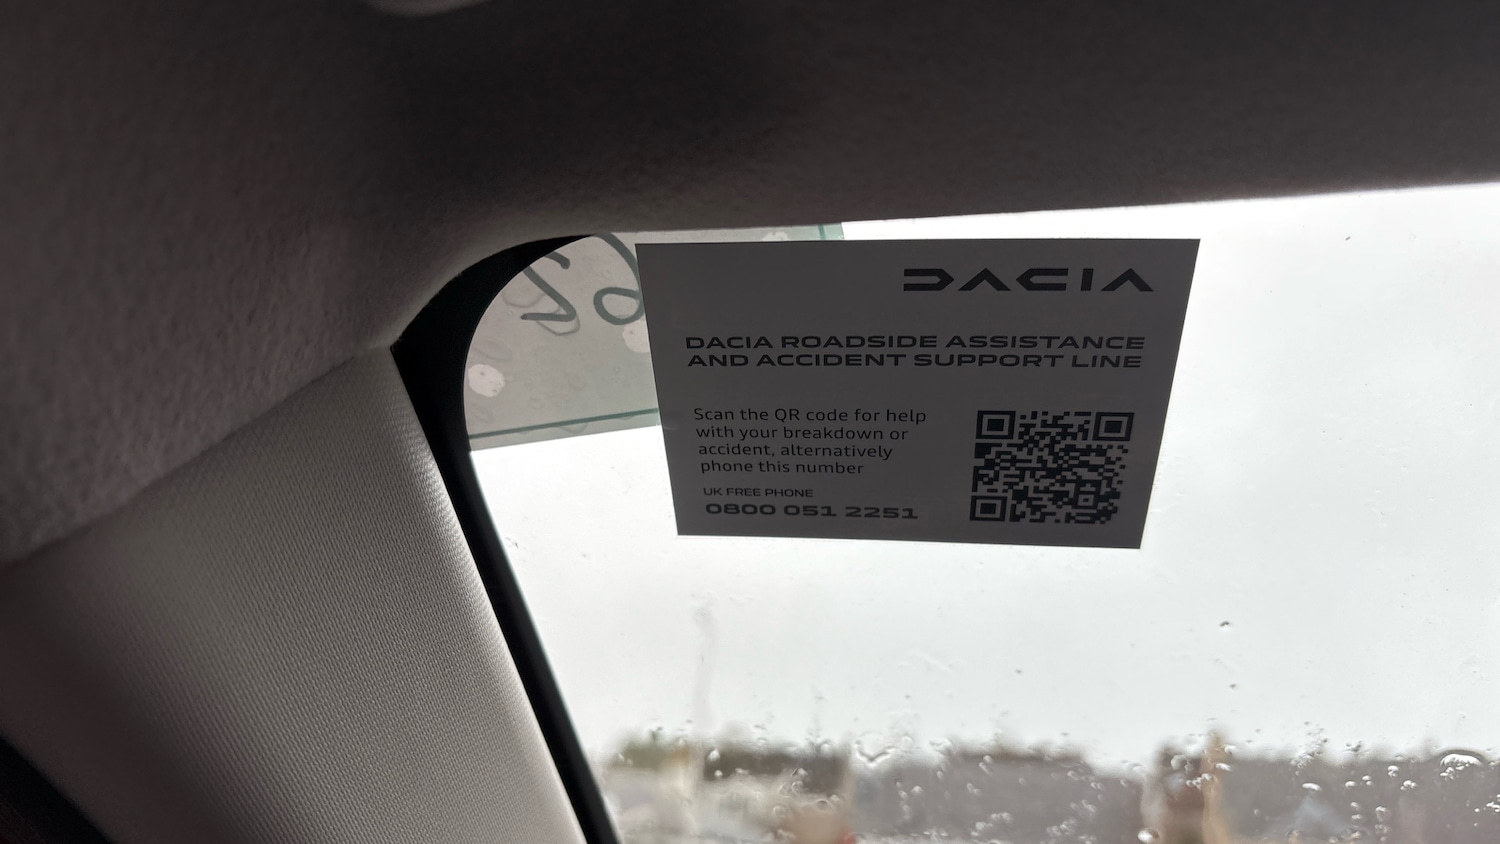 DACIA
DACIA ROADSIDE ASSISTANCE
AND ACCIDENT SUPPORT LINE
Scan the QR code for help
with your breakdown or
accident, alternatively
phone this number
UK FREE PHONE
0800 051 2251